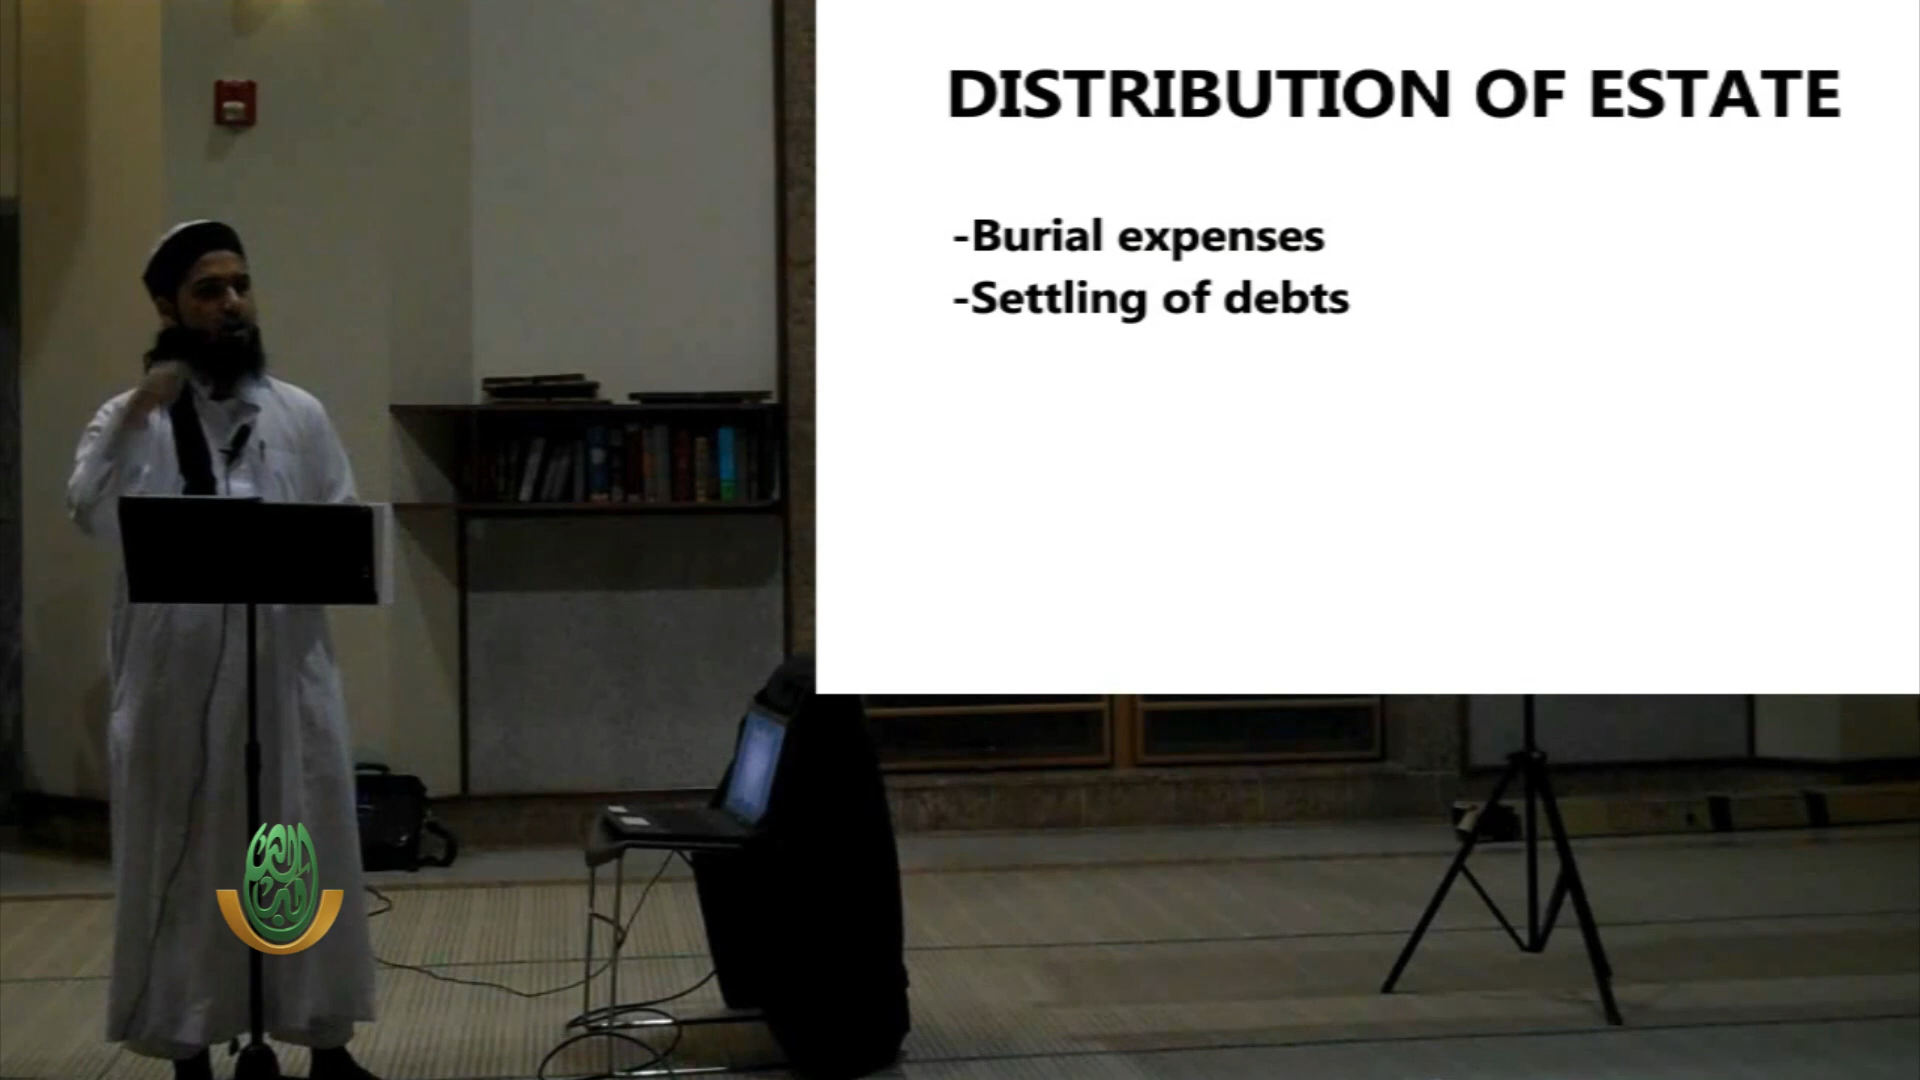 DISTRIBUTION OF ESTATE
-Burial expenses
-Settling of debts